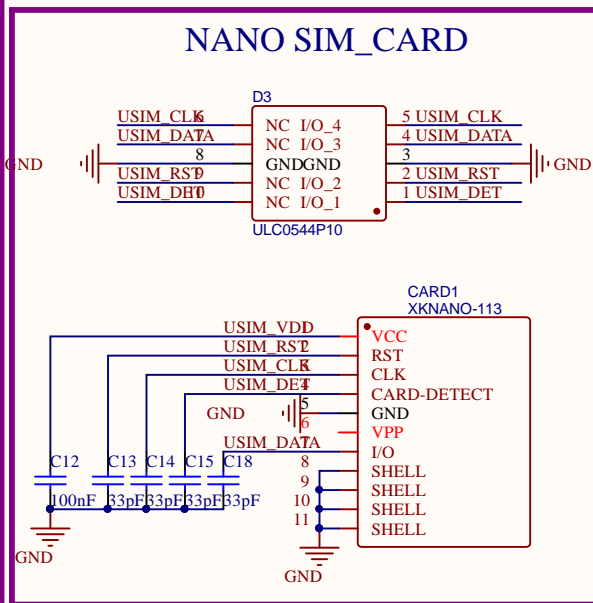 NANO SIM_CARD
D3
USIM_CLK 6 NC I/O_4 5 USIM_CLK
USIM_DATA 7 NC I/O_3 4 USIM_DATA
GND 8 GND GND 3 GND
USIM_RST 9 NC I/O_2 2 USIM_RST
USIM_DET 10 NC I/O_1 1 USIM_DET
ULC0544P10
CARD1
XKNANO-113
USIM_VDD 1 VCC
USIM_RST 2 RST
USIM_CLK 3 CLK
USIM_DET 4 CARD-DETECT
GND 5 GND
6 VPP
USIM_DATA 7 I/O
8 SHELL
9 SHELL
10 SHELL
11 SHELL
C12 C13 C14 C15 C18
100nF 33pF 33pF 33pF 33pF
GND
GND